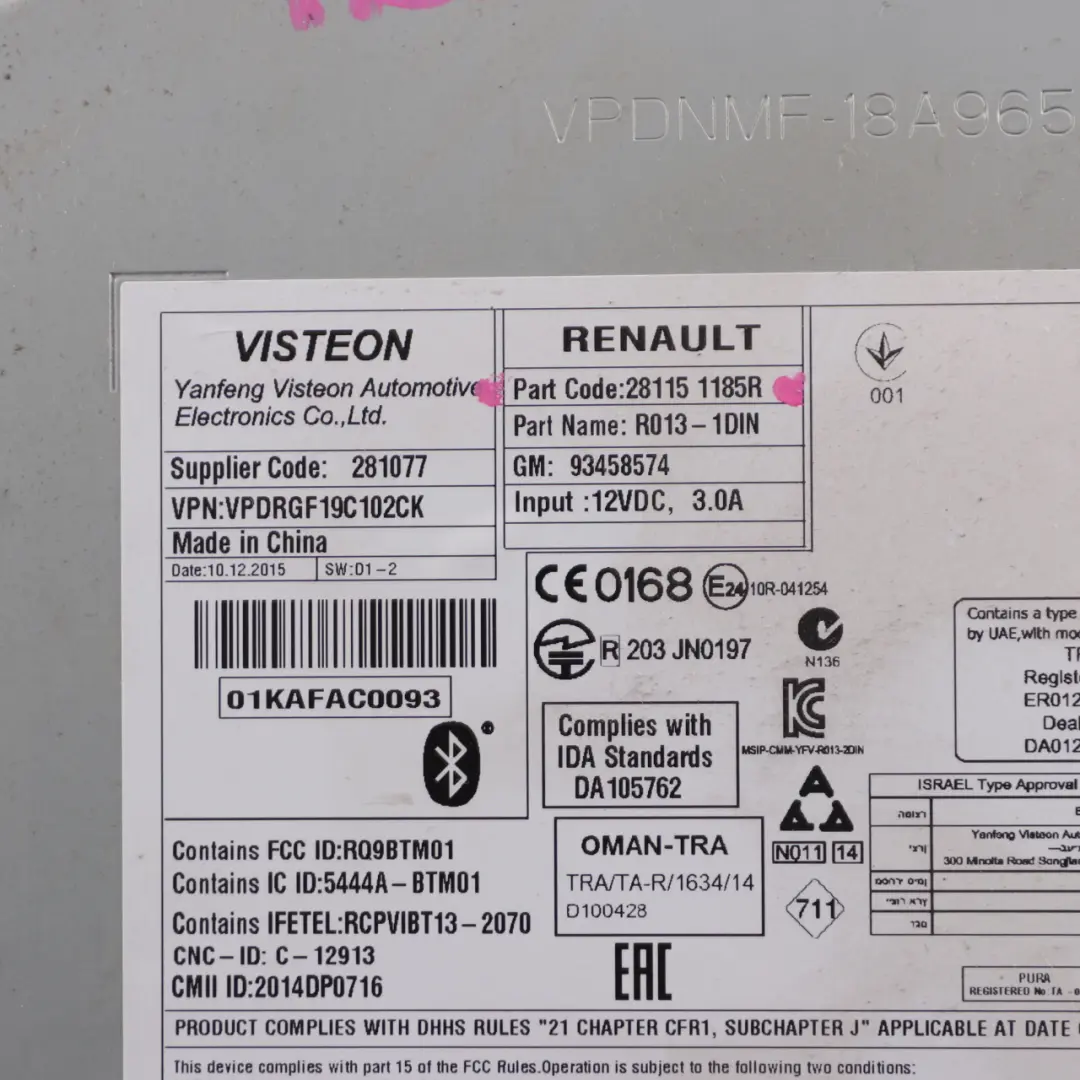 VPDNMF-18A965
VISTEON
Yanfeng Visteon Automotive
Electronics Co.,Ltd.
Supplier Code: 281077
VPN:VPDRGF19C102CK
Made in China
Date:10.12.2015 SW:01-2
01KAFAC0093
RENAULT
Part Code:28115 1185R
Part Name: R013-1DIN
GM: 93458574
Input :12VDC, 3.0A
001
CE0168 E24 10R-041254
R 203 JN0197
N136
MSIP-CMM-YFV-R013-2DIN
Complies with
IDA Standards
DA105762
N011 14
OMAN-TRA
TRA/TA-R/1634/14
D100428
711
EAC
Contains a type
by UAE,with
Regist
ER012
Deal
DA012
ISRAEL Type Approval
Yanfeng Visteon Aut
300 Minolta Road Songjia
PURA
REGISTERED No:TA
Contains FCC ID:RQ9BTM01
Contains IC ID:5444A-BTM01
Contains IFETEL:RCPVIBT13-2070
CNC-ID: C-12913
CMII ID:2014DP0716
PRODUCT COMPLIES WITH DHHS RULES "21 CHAPTER CFR1, SUBCHAPTER J" APPLICABLE AT DATE
This device complies with part 15 of the FCC Rules.Operation is subject to the following two conditions: